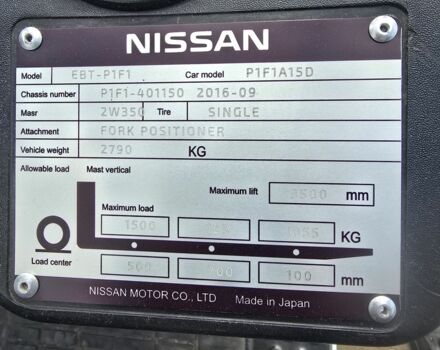 NISSAN
Model EBT-P1F1 Car model P1F1A15D
Chassis number P1F1-401150 2016-09
Masr 2W350 Tire SINGLE
Attachment FORK POSITIONER
Vehicle weight 2790 KG
Allowable load Mast vertical
Maximum lift 3500 mm
Maximum load
1500 KG
Load center 500 mm
NISSAN MOTOR CO., LTD Made in Japan